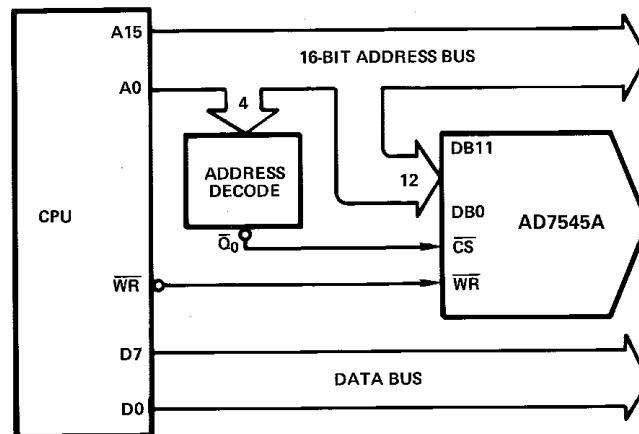 A15
16-BIT ADDRESS BUS
A0
4
DB11
ADDRESS
DECODE
12
CPU
DB0
AD7545A
Q̅0
C̅S̅
W̅R̅
W̅R̅
D7
DATA BUS
D0